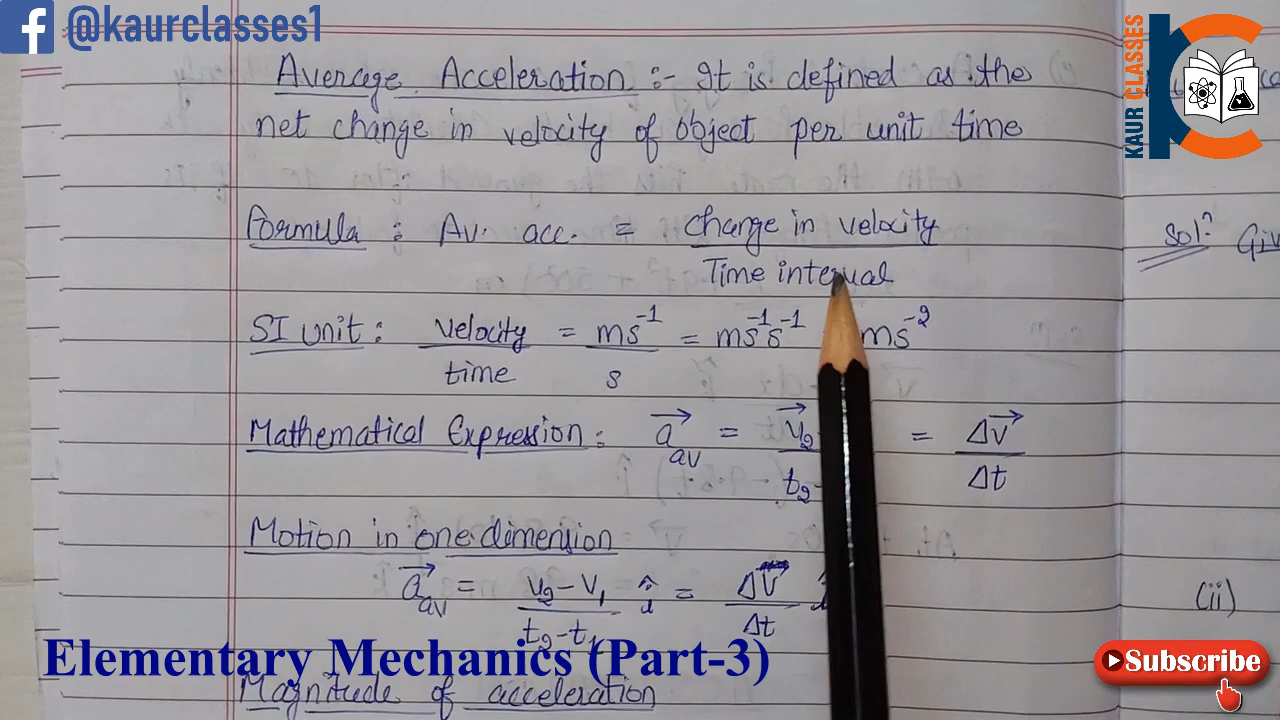 f @kaurclasses1
KAUR CLASSES
Average Acceleration :- It is defined as the
net change in velocity of object per unit time
Formula : Av. acc. = Change in velocity
Time interval
Sol? Giv
SI Unit : velocity = ms⁻¹ = ms⁻¹s⁻¹ ms⁻²
time s
Mathematical Expression : a⃗av = v⃗2 = Δv⃗
t2- Δt
Motion in one dimension
a⃗av = v2 - v1 î = Δv
t2 - t1 Δt
(ii)
Elementary Mechanics (Part-3)
Subscribe
Magnitude of acceleration